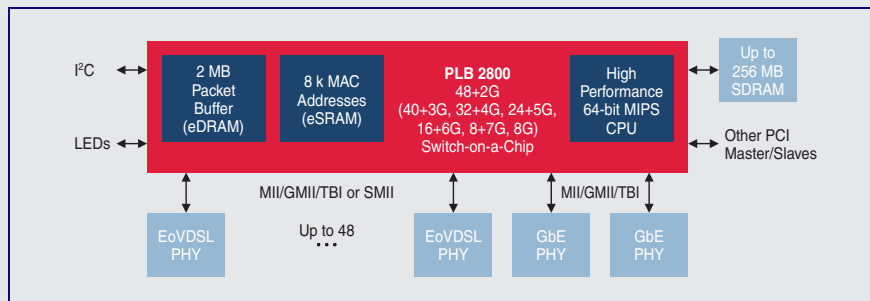 I²C
LEDs
2 MB
Packet
Buffer
(eDRAM)
8 k MAC
Addresses
(eSRAM)
PLB 2800
48+2G
(40+3G, 32+4G, 24+5G,
16+6G, 8+7G, 8G)
Switch-on-a-Chip
High
Performance
64-bit MIPS
CPU
Up to
256 MB
SDRAM
Other PCI
Master/Slaves
MII/GMII/TBI or SMII
MII/GMII/TBI
EoVDSL
PHY
Up to 48
•••
EoVDSL
PHY
GbE
PHY
GbE
PHY